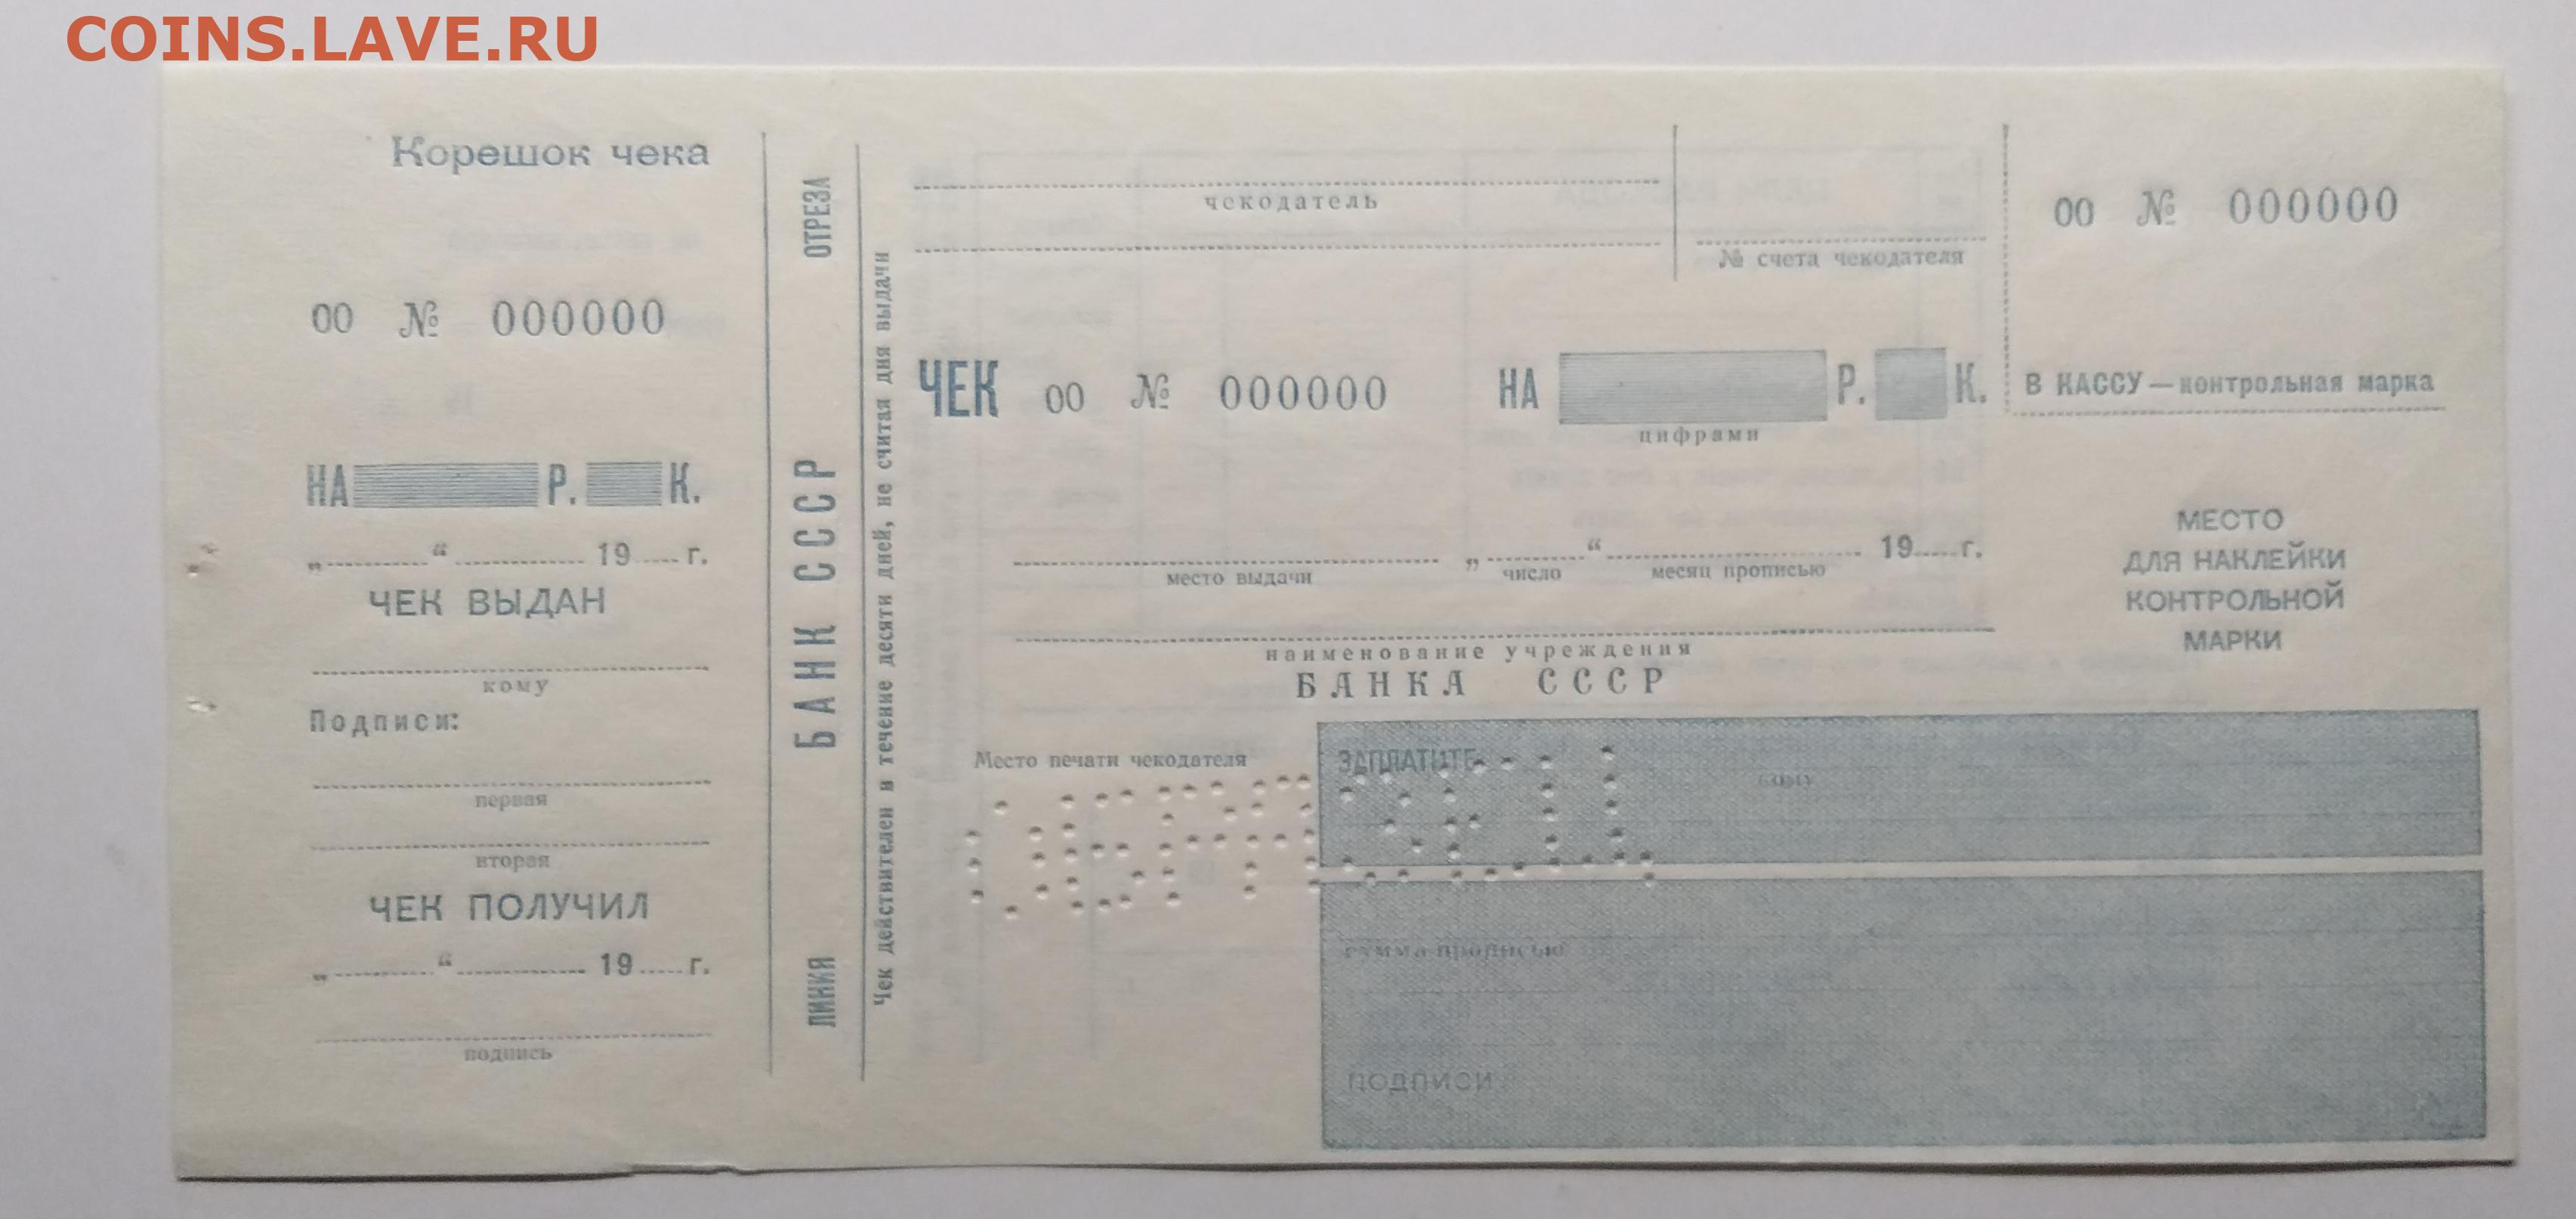 COINS.LAVE.RU
Корешок чека
00 № 000000
НА Р. К.
„ “ 19 г.
ЧЕК ВЫДАН
кому
Подписи:
первая
вторая
ЧЕК ПОЛУЧИЛ
„ “ 19 г.
подпись
ЛИНИЯ БАНК СССР ОТРЕЗА
Чек действителен в течение десяти дней, не считая дня выдачи
чекодатель
№ счета чекодателя
ЧЕК 00 № 000000 НА Р. К.
цифрами
„ “ 19 г.
место выдачи число месяц прописью
наименование учреждения
БАНКА СССР
Место печати чекодателя
ЗАПЛАТИТЕ
кому
сумма прописью
ПОДПИСИ
00 № 000000
В КАССУ — контрольная марка
МЕСТО
ДЛЯ НАКЛЕЙКИ
КОНТРОЛЬНОЙ
МАРКИ